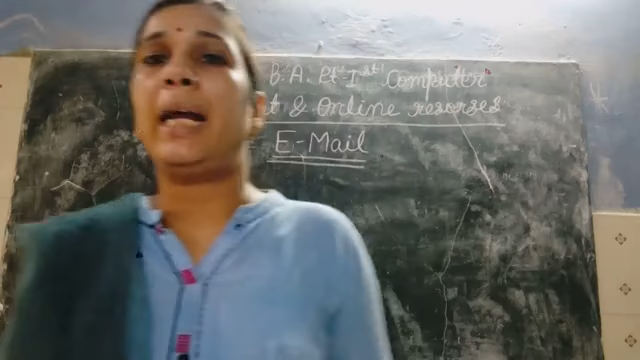 B.A. Pt-Ist Computer
t & Online resorses
E-Mail